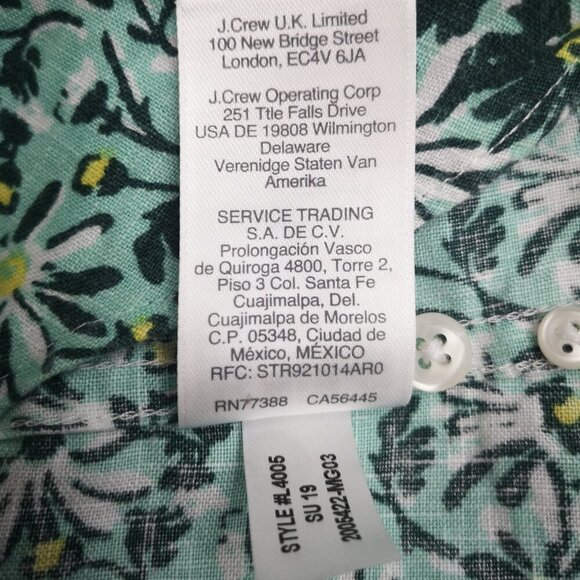 J.Crew U.K. Limited
100 New Bridge Street
London, EC4V 6JA
J.Crew Operating Corp
251 Ttle Falls Drive
USA DE 19808 Wilmington
Delaware
Verenidge Staten Van
Amerika
SERVICE TRADING
S.A. DE C.V.
Prolongación Vasco
de Quiroga 4800, Torre 2,
Piso 3 Col. Santa Fe
Cuajimalpa, Del.
Cuajimalpa de Morelos
C.P. 05348, Ciudad de
México, MÉXICO
RFC: STR921014AR0
RN77388 CA56445
STYLE #L4005
SU 19
2005422-MG03